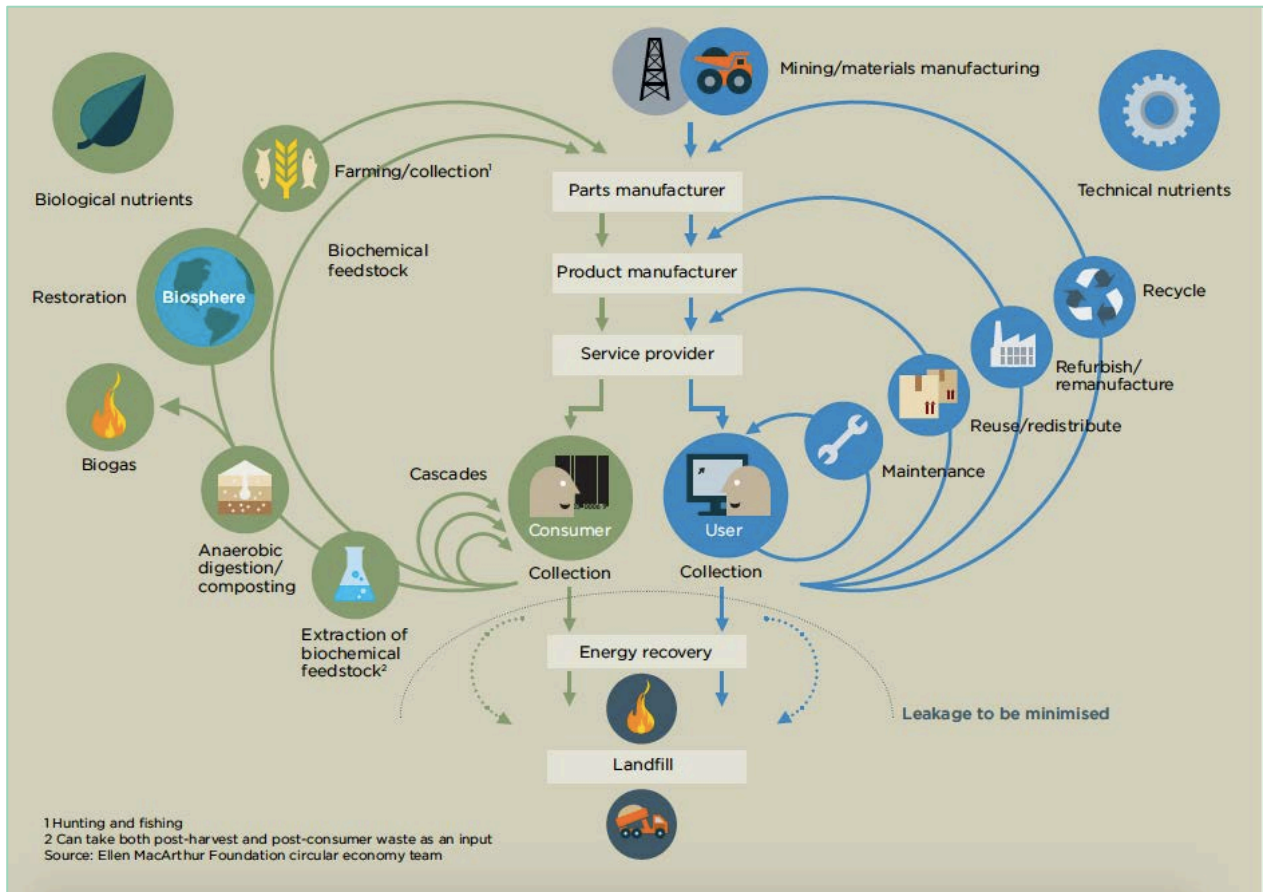 Mining/materials manufacturing
Biological nutrients
Farming/collection¹
Parts manufacturer
Technical nutrients
Biochemical
feedstock
Product manufacturer
Restoration
Biosphere
Recycle
Service provider
Refurbish/
remanufacture
Reuse/redistribute
Biogas
Cascades
Maintenance
Consumer
User
Anaerobic
digestion/
composting
Collection
Collection
Extraction of
biochemical
feedstock²
Energy recovery
Leakage to be minimised
Landfill
1 Hunting and fishing
2 Can take both post-harvest and post-consumer waste as an input
Source: Ellen MacArthur Foundation circular economy team